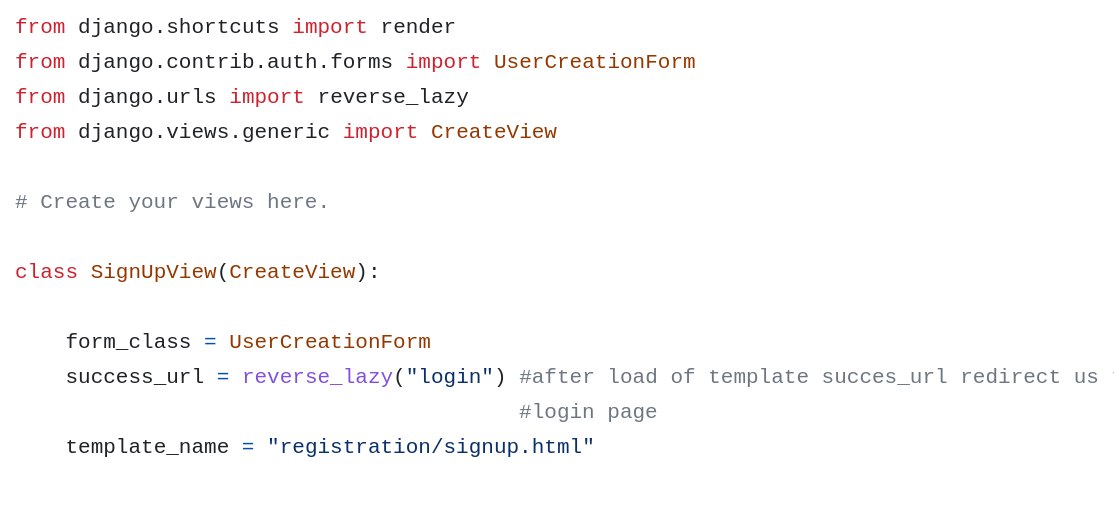 from django.shortcuts import render
from django.contrib.auth.forms import UserCreationForm
from django.urls import reverse_lazy
from django.views.generic import CreateView
# Create your views here.
class SignUpView(CreateView):
form_class = UserCreationForm
success_url = reverse_lazy("login") #after load of template succes_url redirect us
#login page
template_name = "registration/signup.html"